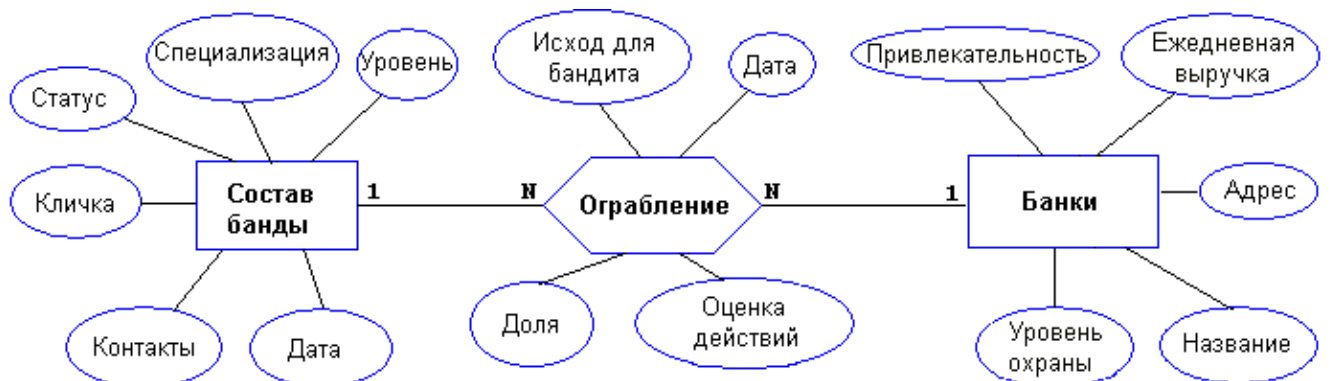 Специализация
Уровень
Исход для
бандита
Дата
Привлекательность
Ежедневная
выручка
Статус
Кличка
Состав
банды
1
N
Ограбление
N
1
Банки
Адрес
Контакты
Дата
Доля
Оценка
действий
Уровень
охраны
Название